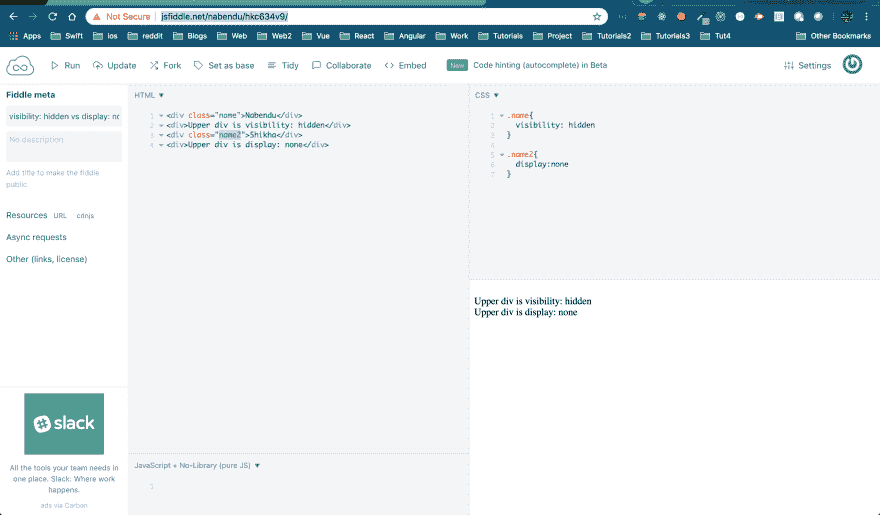 Not Secure jsfiddle.net/nabendu/hkc634v9/
Apps Swift ios reddit Blogs Web Web2 Vue React Angular Work Tutorials Project Tutorials2 Tutorials3 Tut4 Other Bookmarks
Run Update Fork Set as base Tidy Collaborate Embed New Code hinting (autocomplete) in Beta Settings
Fiddle meta
visibility: hidden vs display: no
No description
Add title to make the fiddle
public
Resources URL cdnjs
Async requests
Other (links, license)
slack
All the tools your team needs in
one place. Slack: Where work
happens.
ads via Carbon
HTML
1 <div class="name">Nabendu</div>
2 <div>Upper div is visibility: hidden</div>
3 <div class="name2">Shikha</div>
4 <div>Upper div is display: none</div>
JavaScript + No-Library (pure JS)
1
CSS
1 .name{
2 visibility: hidden
3 }
4
5 .name2{
6 display:none
7 }
Upper div is visibility: hidden
Upper div is display: none